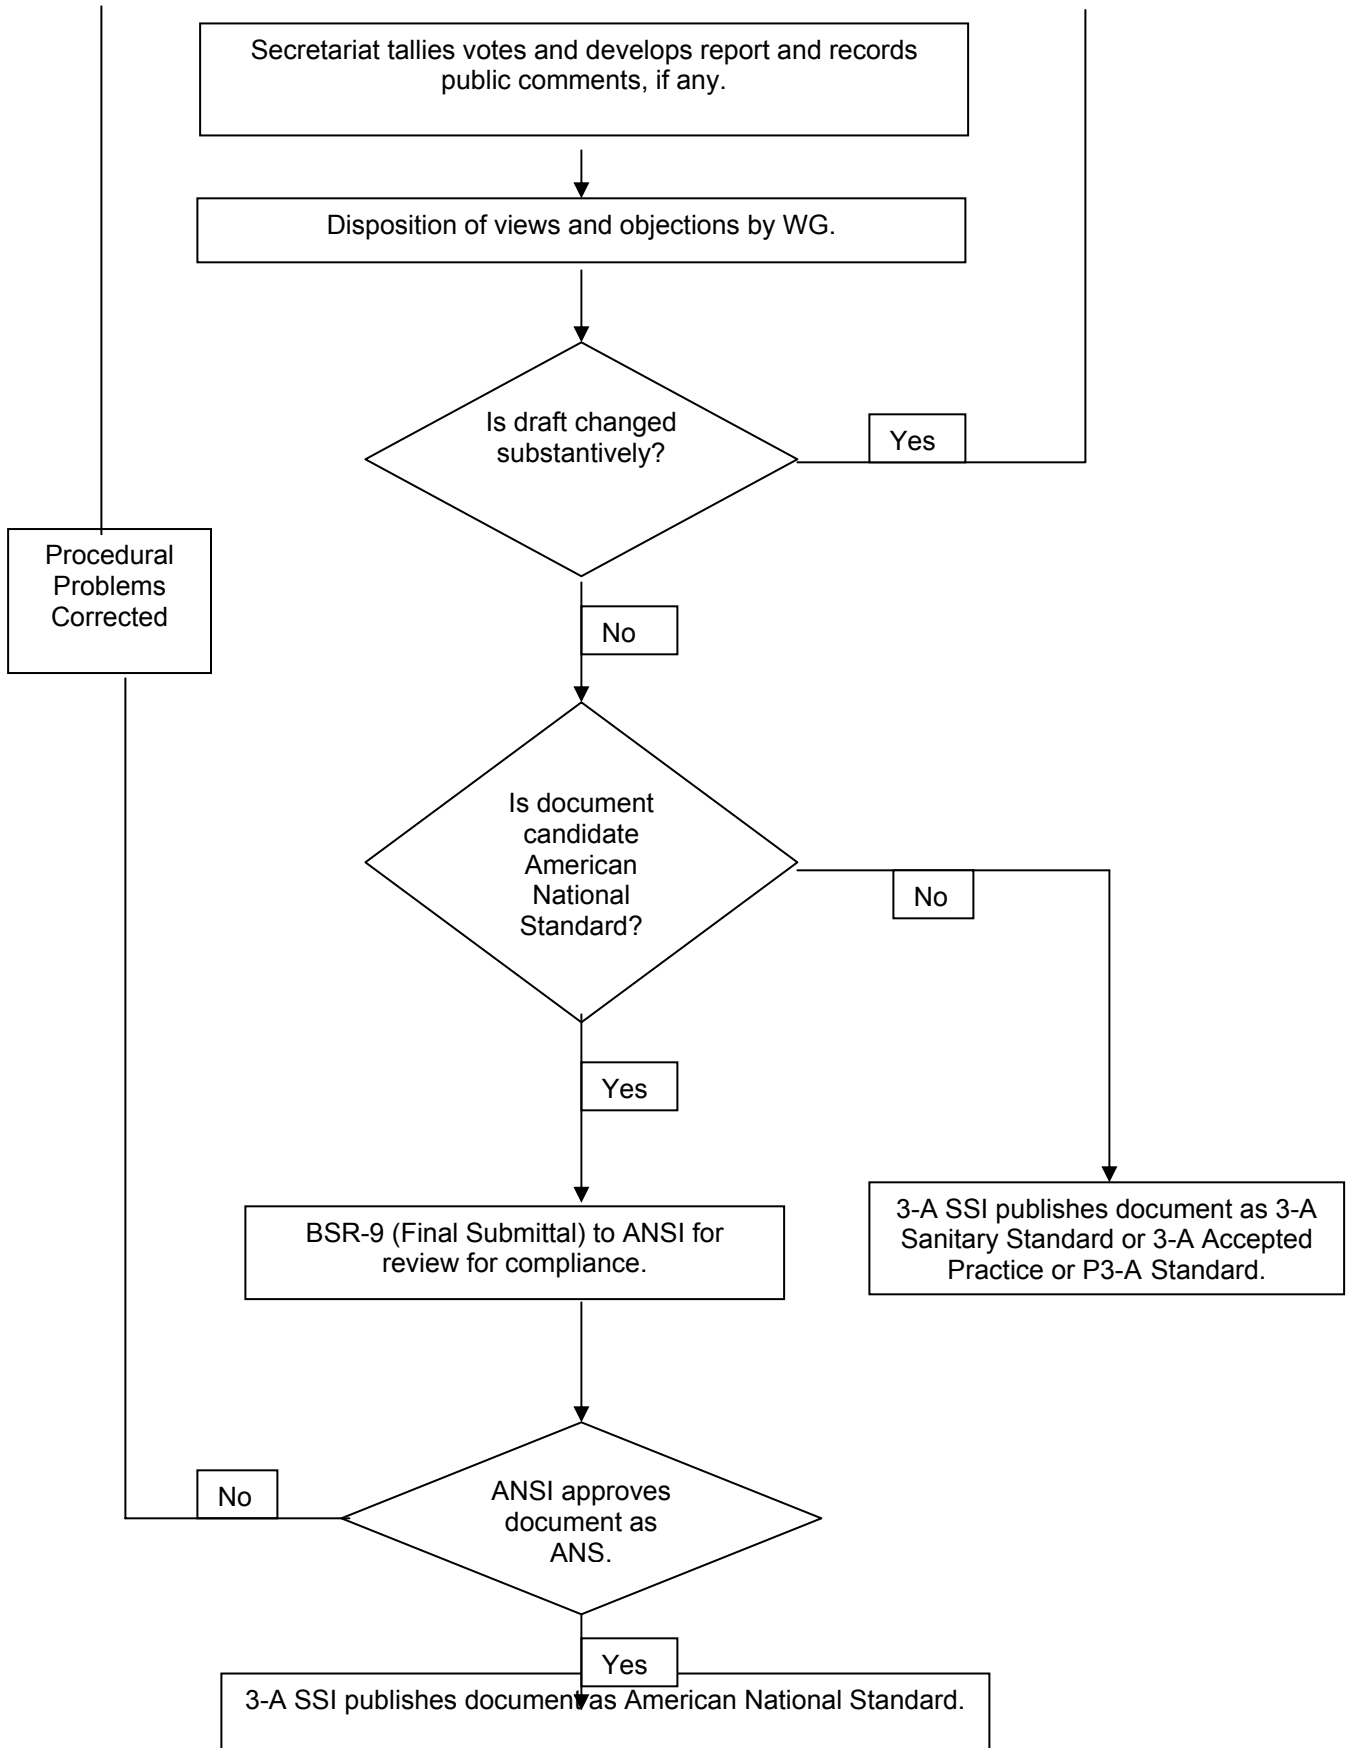 Secretariat tallies votes and develops report and records
public comments, if any.
Disposition of views and objections by WG.
Is draft changed
substantively?
Yes
Procedural
Problems
Corrected
No
Is document
candidate
American
National
Standard?
No
Yes
3-A SSI publishes document as 3-A
Sanitary Standard or 3-A Accepted
Practice or P3-A Standard.
BSR-9 (Final Submittal) to ANSI for
review for compliance.
No
ANSI approves
document as
ANS.
Yes
3-A SSI publishes document as American National Standard.